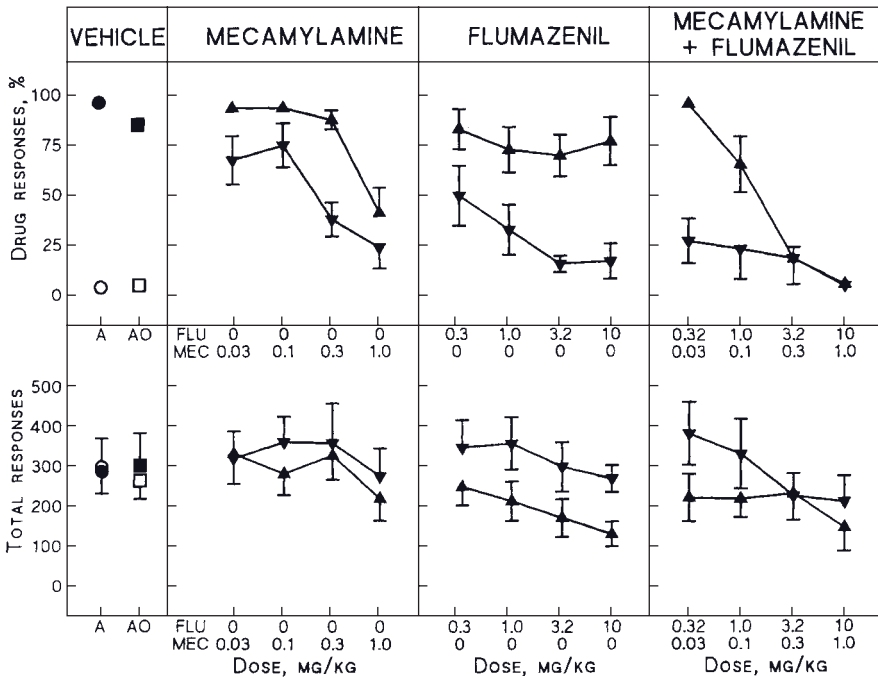 VEHICLE MECAMYLAMINE FLUMAZENIL MECAMYLAMINE
+ FLUMAZENIL
DRUG RESPONSES, %
100
75
50
25
0
A AO FLU 0 0 0 0 0.3 1.0 3.2 10 0.32 1.0 3.2 10
MEC 0.03 0.1 0.3 1.0 0 0 0 0 0.03 0.1 0.3 1.0
TOTAL RESPONSES
500
400
300
200
100
0
A AO FLU 0 0 0 0 0.3 1.0 3.2 10 0.32 1.0 3.2 10
MEC 0.03 0.1 0.3 1.0 0 0 0 0 0.03 0.1 0.3 1.0
DOSE, MG/KG DOSE, MG/KG DOSE, MG/KG